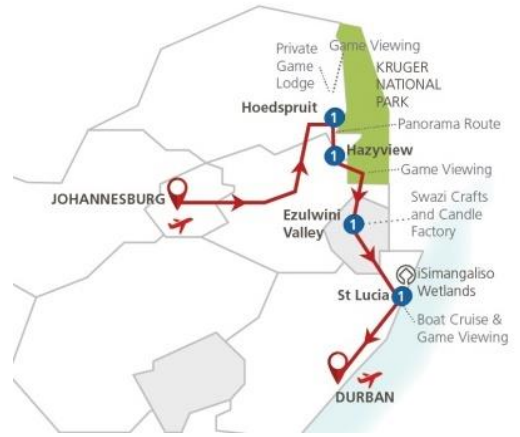 Private
Game
Lodge
Game Viewing
KRUGER
NATIONAL
PARK
Hoedspruit
1
Panorama Route
1
Hazyview
Game Viewing
JOHANNESBURG
Ezulwini
Valley
1
Swazi Crafts
and Candle
Factory
iSimangaliso
Wetlands
St Lucia
1
Boat Cruise &
Game Viewing
DURBAN